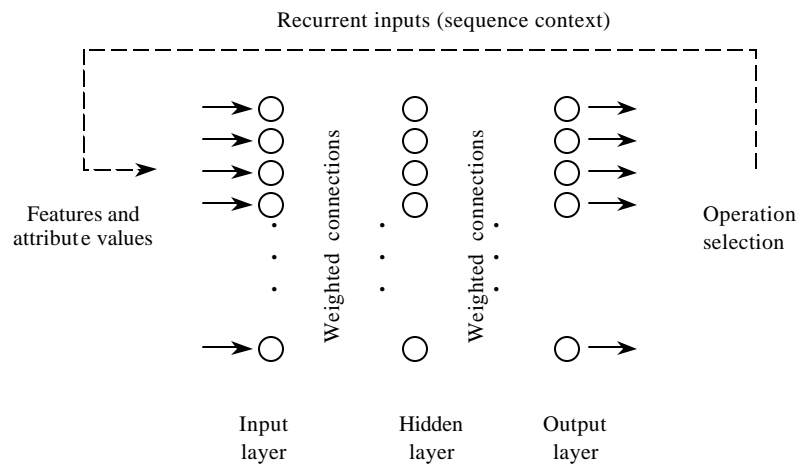 Recurrent inputs (sequence context)
Features and
attribute values
Weighted connections
Weighted connections
Operation
selection
Input
layer
Hidden
layer
Output
layer